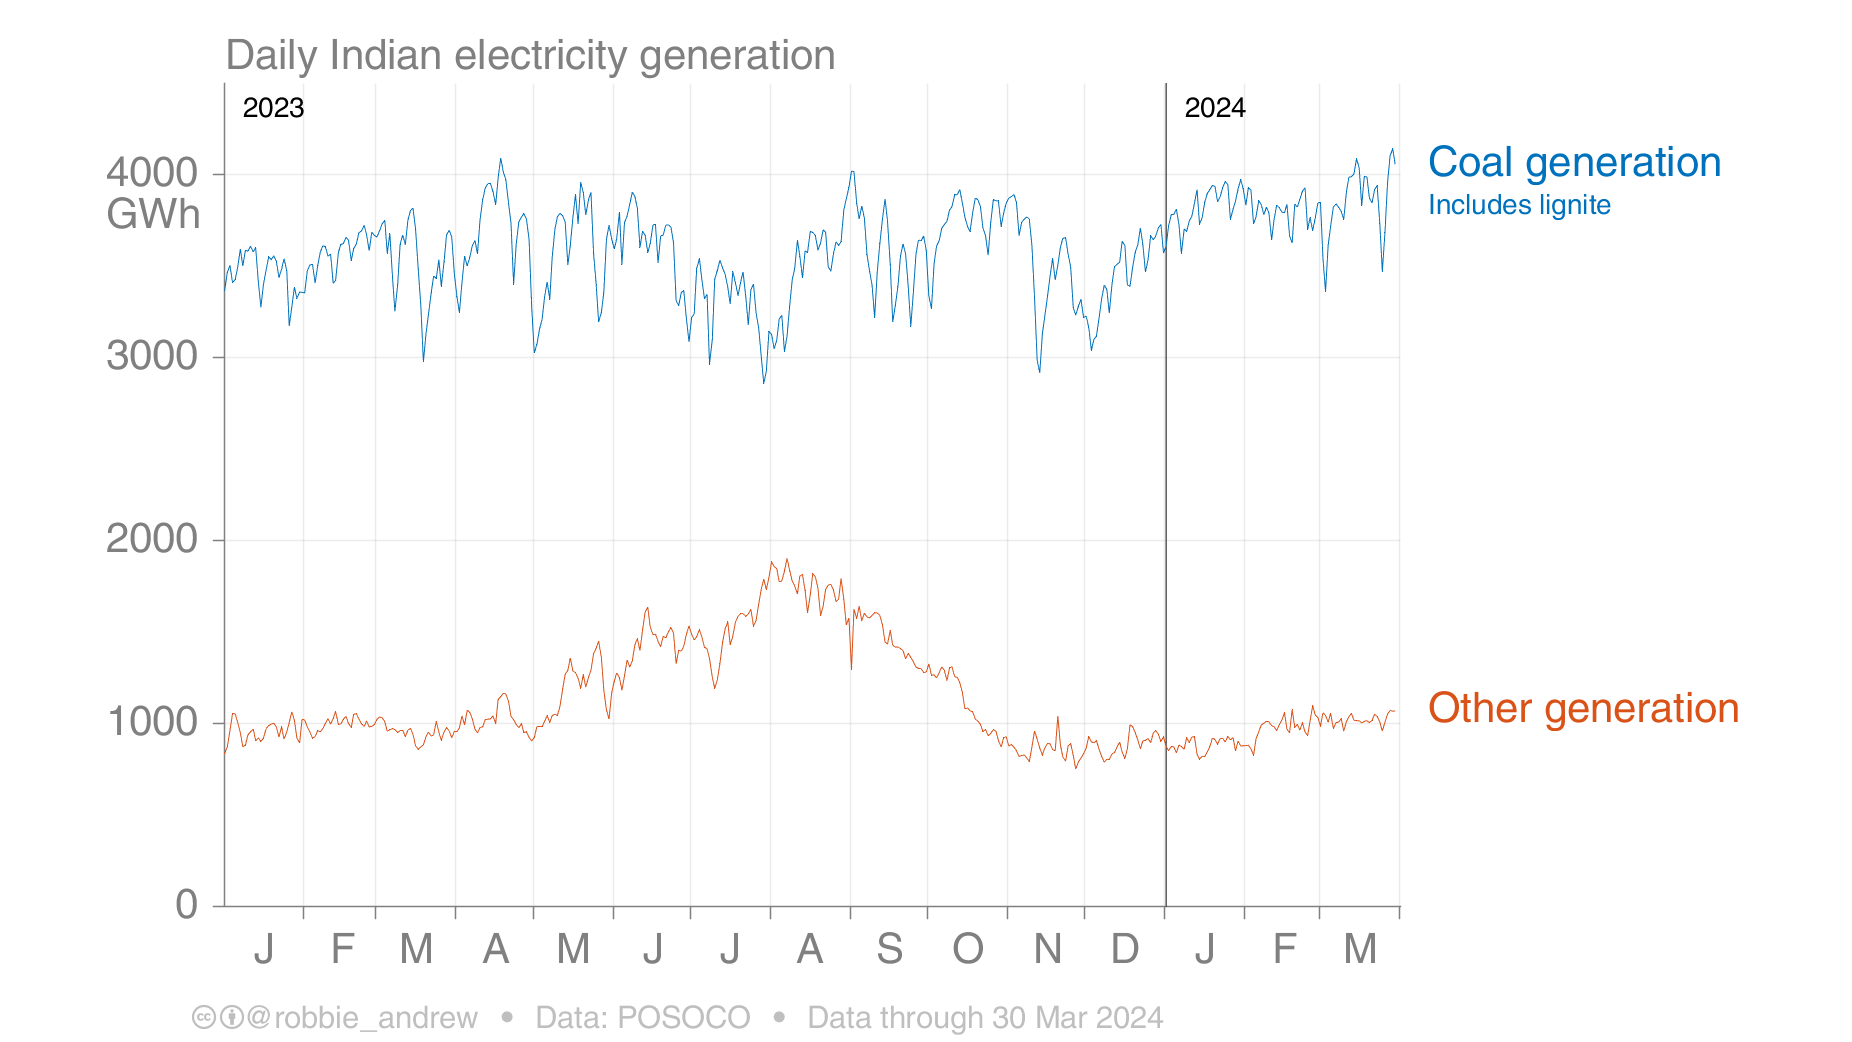 Daily Indian electricity generation
2023
2024
4000
GWh
3000
2000
1000
0
Coal generation
Includes lignite
Other generation
J F M A M J J A S O N D J F M
cc @robbie_andrew • Data: POSOCO • Data through 30 Mar 2024